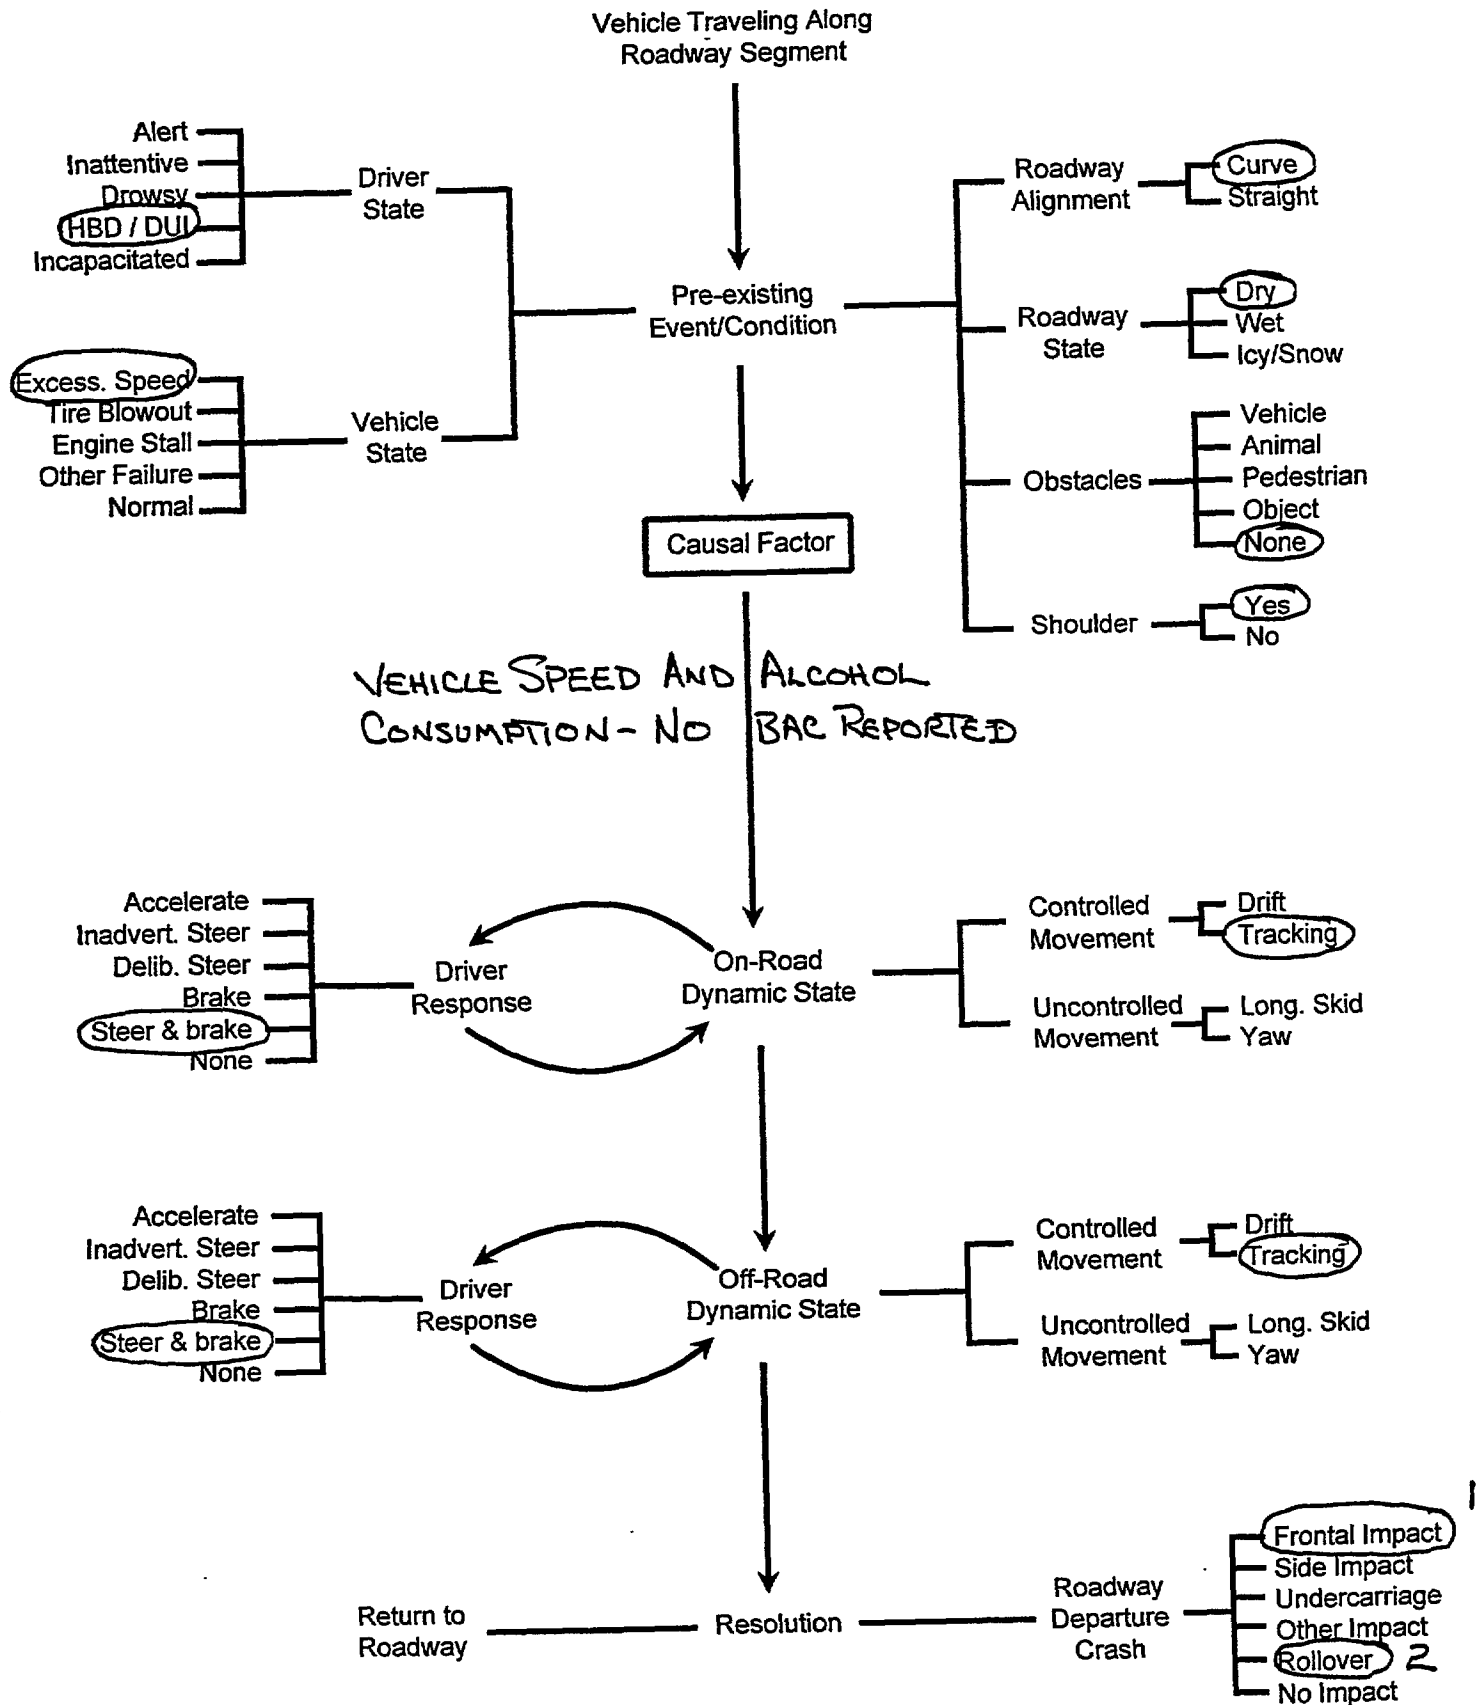 Vehicle Traveling Along
Roadway Segment
Alert
Inattentive
Drowsy
HBD / DUI
Incapacitated
Driver
State
Excess. Speed
Tire Blowout
Engine Stall
Other Failure
Normal
Vehicle
State
Pre-existing
Event/Condition
Roadway
Alignment
Curve
Straight
Roadway
State
Dry
Wet
Icy/Snow
Obstacles
Vehicle
Animal
Pedestrian
Object
None
Shoulder
Yes
No
Causal Factor
VEHICLE SPEED AND ALCOHOL
CONSUMPTION - NO BAC REPORTED
Accelerate
Inadvert. Steer
Delib. Steer
Brake
Steer & brake
None
Driver
Response
On-Road
Dynamic State
Controlled
Movement
Drift
Tracking
Uncontrolled
Movement
Long. Skid
Yaw
Accelerate
Inadvert. Steer
Delib. Steer
Brake
Steer & brake
None
Driver
Response
Off-Road
Dynamic State
Controlled
Movement
Drift
Tracking
Uncontrolled
Movement
Long. Skid
Yaw
Return to
Roadway
Resolution
Roadway
Departure
Crash
Frontal Impact 1
Side Impact
Undercarriage
Other Impact
Rollover 2
No Impact